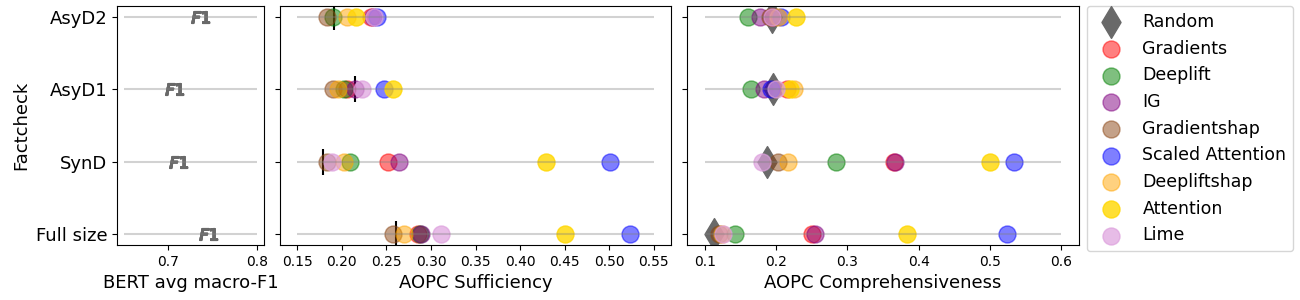 Factcheck
AsyD2
AsyD1
SynD
Full size
F1
F1
F1
F1
0.7 0.8
BERT avg macro-F1
0.15 0.20 0.25 0.30 0.35 0.40 0.45 0.50 0.55
AOPC Sufficiency
0.1 0.2 0.3 0.4 0.5 0.6
AOPC Comprehensiveness
Random
Gradients
Deeplift
IG
Gradientshap
Scaled Attention
Deepliftshap
Attention
Lime